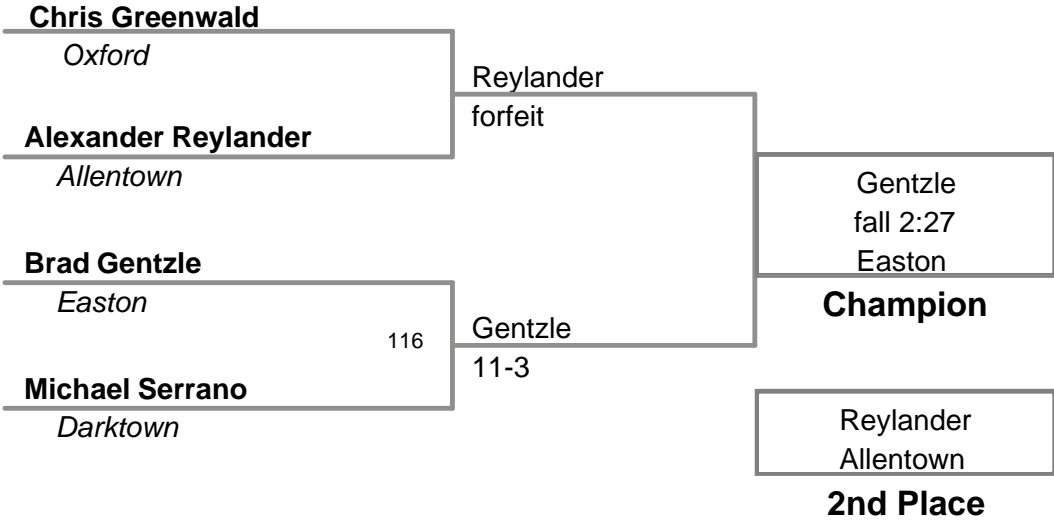 Chris Greenwald
Oxford
Reylander
forfeit
Alexander Reylander
Allentown
Gentzle
fall 2:27
Easton
Champion
Brad Gentzle
Easton
116
Gentzle
11-3
Michael Serrano
Darktown
Reylander
Allentown
2nd Place